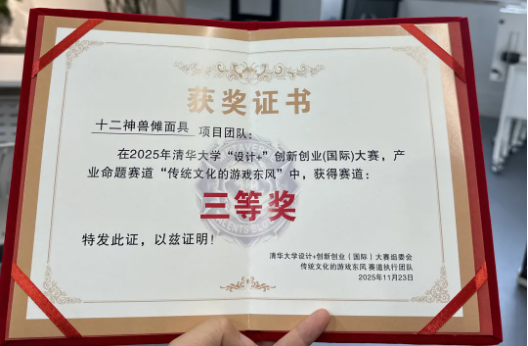 获奖证书
十二神兽傩面具 项目团队:
在2025年清华大学“设计+”创新创业(国际)大赛,产
业命题赛道“传统文化的游戏东风”中,获得赛道:
三等奖
特发此证,以兹证明!
清华大学设计+创新创业(国际)大赛组委会
传统文化的游戏东风 赛道执行团队
2025年11月23日